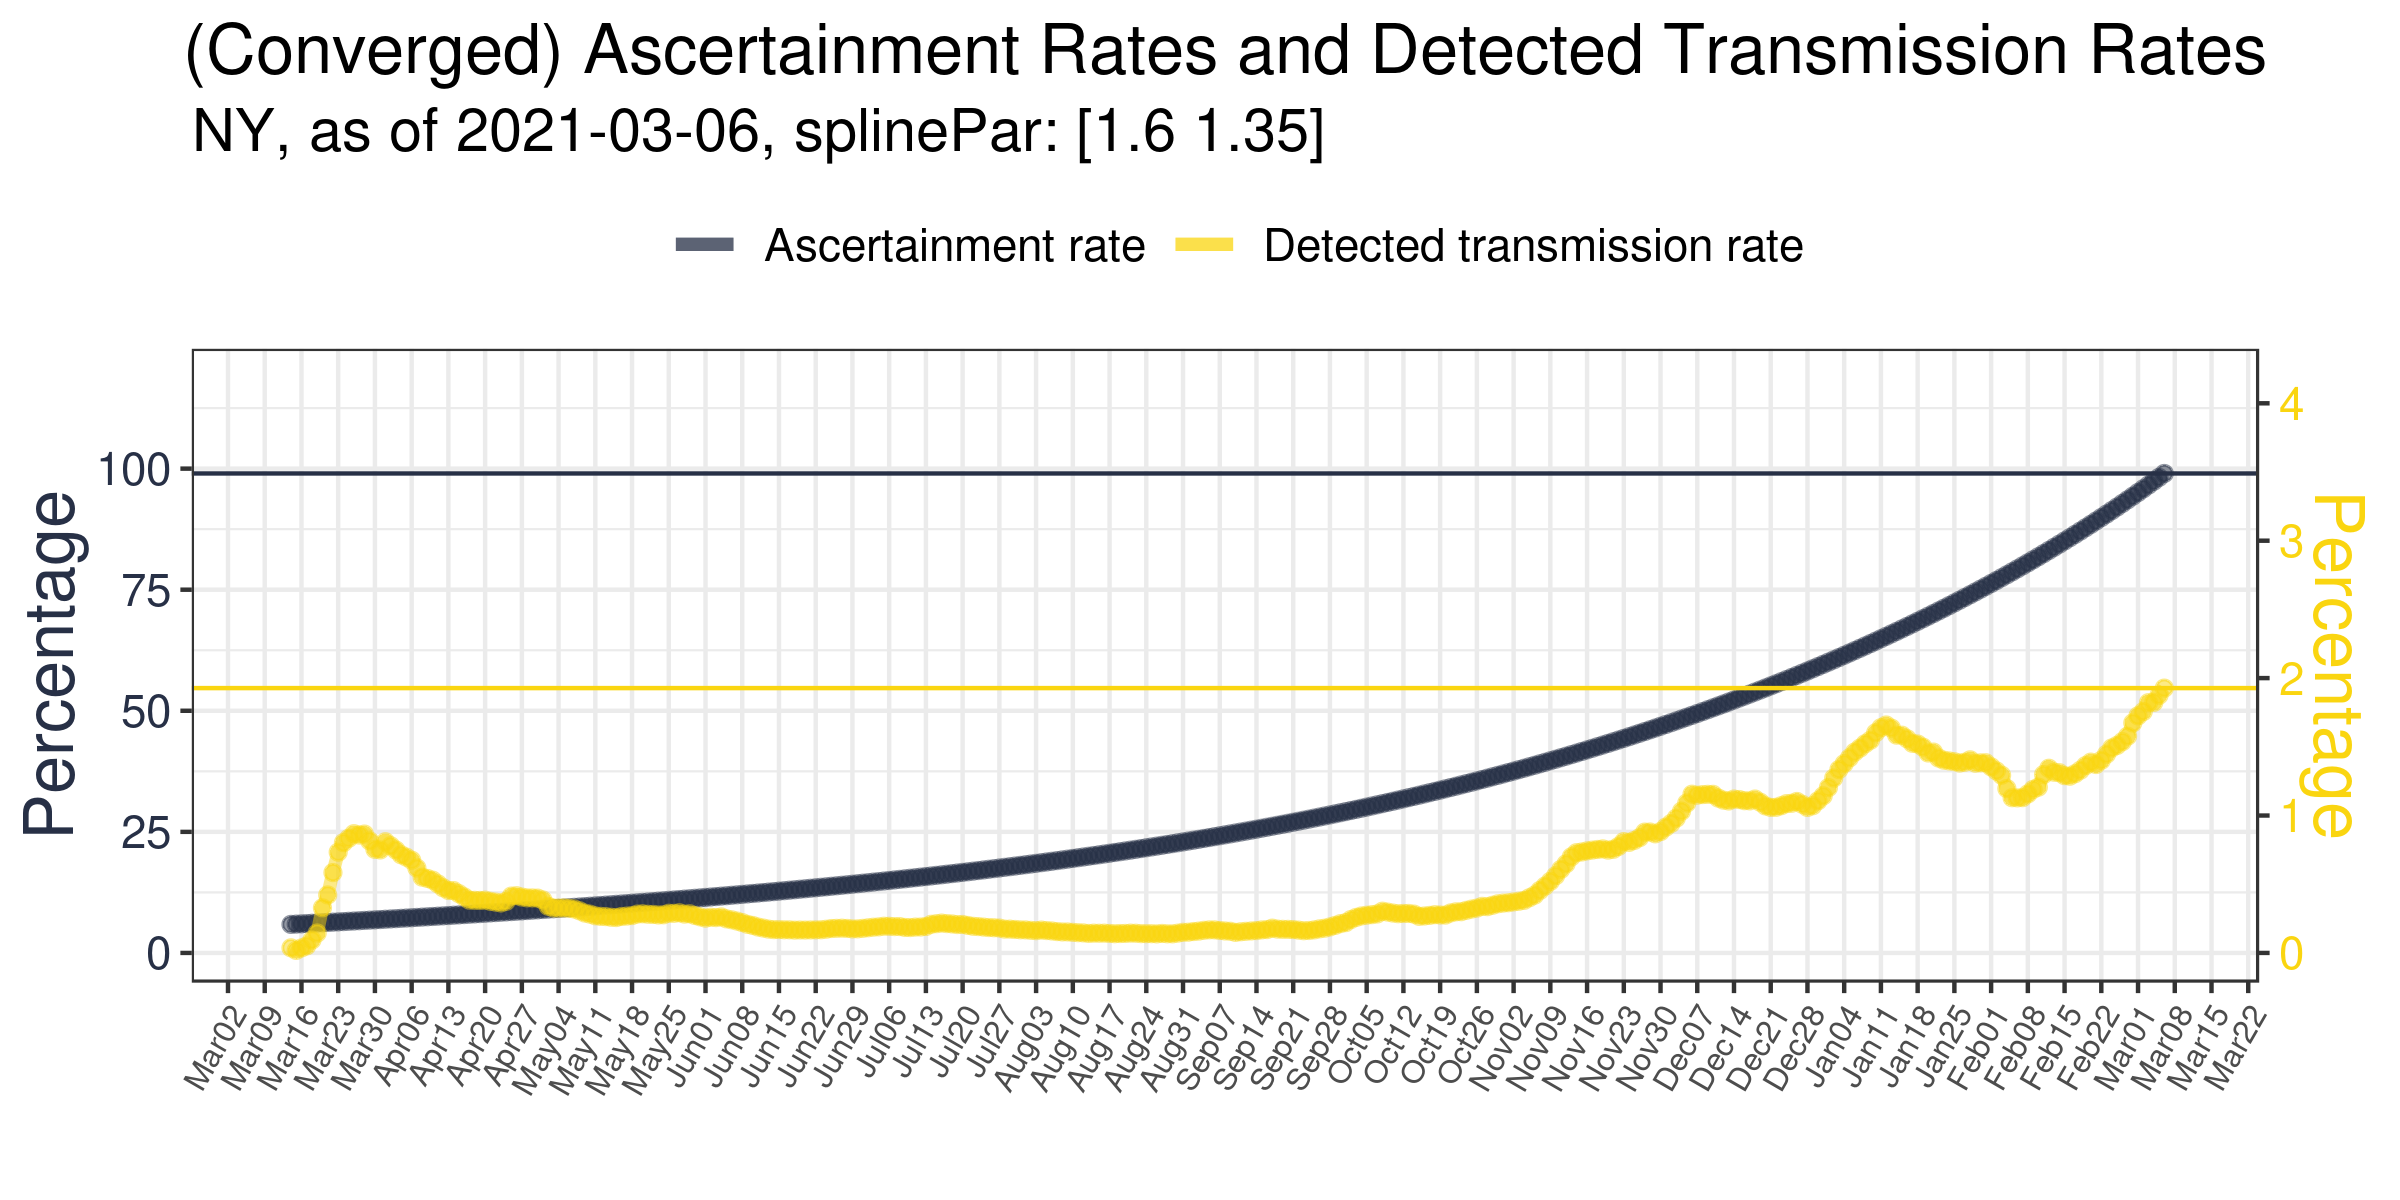 (Converged) Ascertainment Rates and Detected Transmission Rates
NY, as of 2021-03-06, splinePar: [1.6 1.35]
Ascertainment rate
Detected transmission rate
Percentage
100
75
50
25
0
4
3
2
1
0
Percentage
Mar02
Mar09
Mar16
Mar23
Mar30
Apr06
Apr13
Apr20
Apr27
May04
May11
May18
May25
Jun01
Jun08
Jun15
Jun22
Jun29
Jul06
Jul13
Jul20
Jul27
Aug03
Aug10
Aug17
Aug24
Aug31
Sep07
Sep14
Sep21
Sep28
Oct05
Oct12
Oct19
Oct26
Nov02
Nov09
Nov16
Nov23
Nov30
Dec07
Dec14
Dec21
Dec28
Jan04
Jan11
Jan18
Jan25
Feb01
Feb08
Feb15
Feb22
Mar01
Mar08
Mar15
Mar22